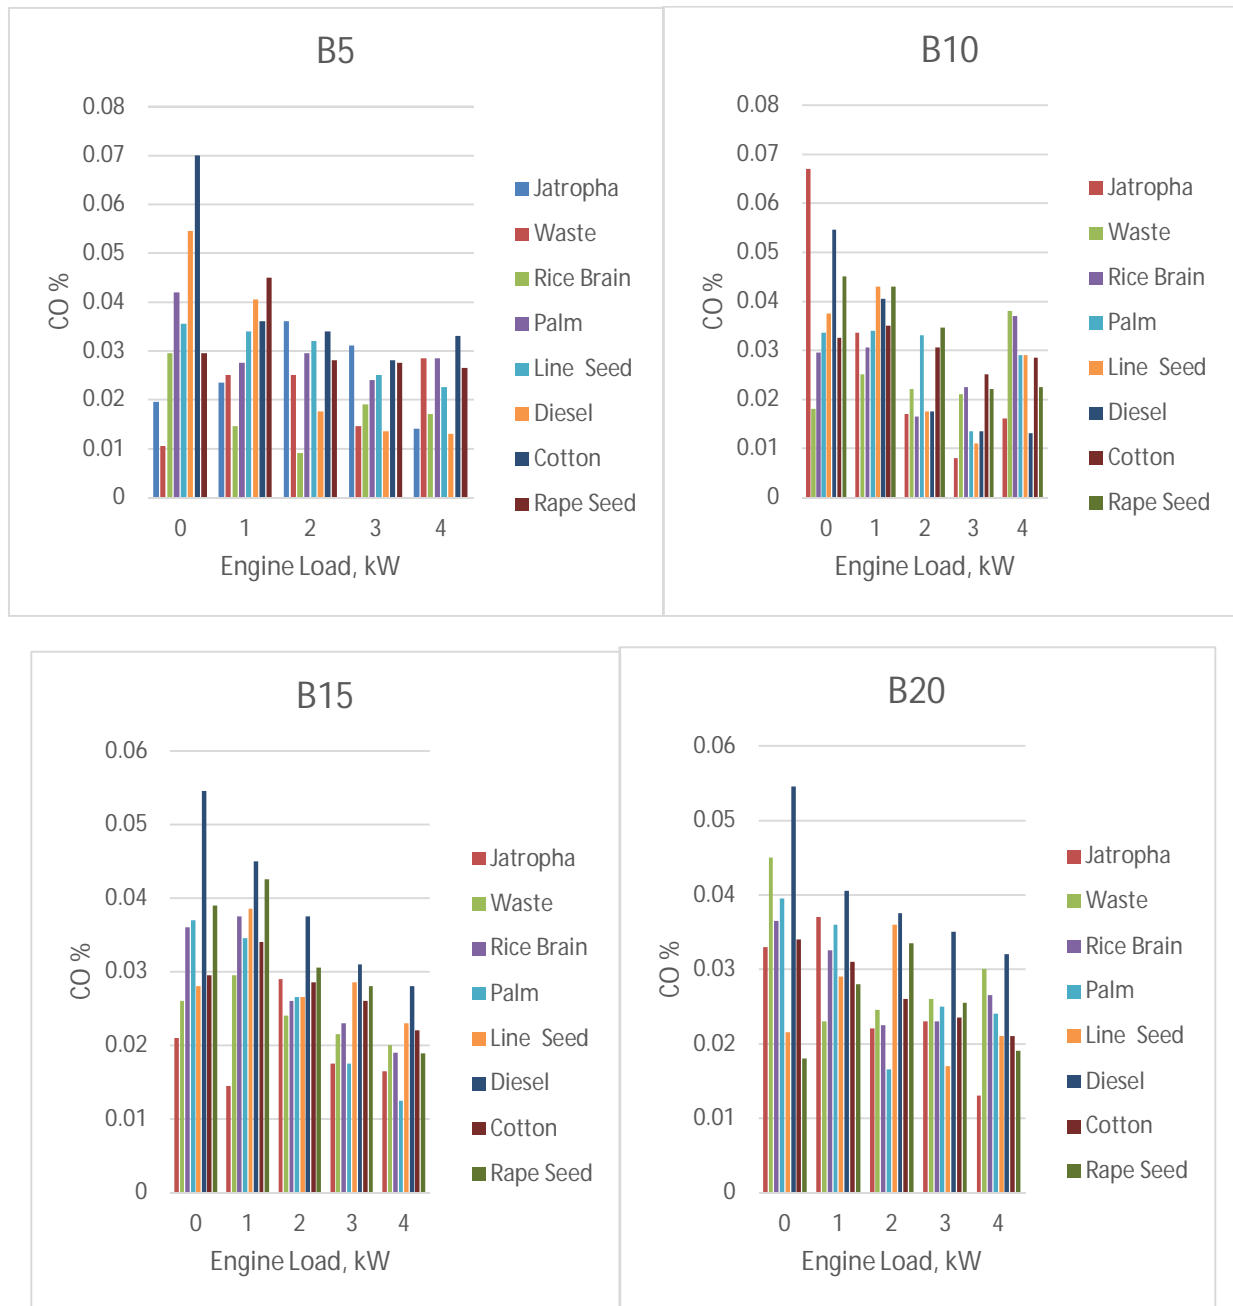 B5
0.08
0.07
0.06
0.05
0.04
0.03
0.02
0.01
0
CO %
0 1 2 3 4
Engine Load, kW
Jatropha
Waste
Rice Brain
Palm
Line Seed
Diesel
Cotton
Rape Seed
B10
0.08
0.07
0.06
0.05
0.04
0.03
0.02
0.01
0
CO %
0 1 2 3 4
Engine Load, kW
Jatropha
Waste
Rice Brain
Palm
Line Seed
Diesel
Cotton
Rape Seed
B15
0.06
0.05
0.04
0.03
0.02
0.01
0
CO %
0 1 2 3 4
Engine Load, kW
Jatropha
Waste
Rice Brain
Palm
Line Seed
Diesel
Cotton
Rape Seed
B20
0.06
0.05
0.04
0.03
0.02
0.01
0
CO %
0 1 2 3 4
Engine Load, kW
Jatropha
Waste
Rice Brain
Palm
Line Seed
Diesel
Cotton
Rape Seed